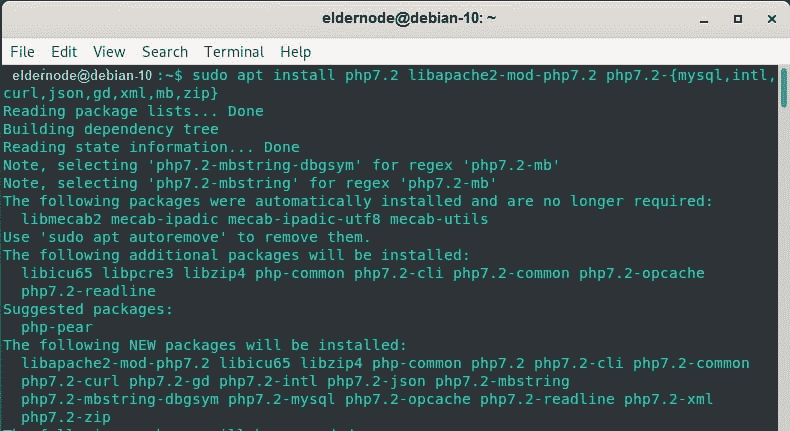 eldernode@debian-10: ~
File Edit View Search Terminal Help
eldernode@debian-10 :~$ sudo apt install php7.2 libapache2-mod-php7.2 php7.2-{mysql,intl,
curl,json,gd,xml,mb,zip}
Reading package lists... Done
Building dependency tree
Reading state information... Done
Note, selecting 'php7.2-mbstring-dbgsym' for regex 'php7.2-mb'
Note, selecting 'php7.2-mbstring' for regex 'php7.2-mb'
The following packages were automatically installed and are no longer required:
  libmecab2 mecab-ipadic mecab-ipadic-utf8 mecab-utils
Use 'sudo apt autoremove' to remove them.
The following additional packages will be installed:
  libicu65 libpcre3 libzip4 php-common php7.2-cli php7.2-common php7.2-opcache
  php7.2-readline
Suggested packages:
  php-pear
The following NEW packages will be installed:
  libapache2-mod-php7.2 libicu65 libzip4 php-common php7.2 php7.2-cli php7.2-common
  php7.2-curl php7.2-gd php7.2-intl php7.2-json php7.2-mbstring
  php7.2-mbstring-dbgsym php7.2-mysql php7.2-opcache php7.2-readline php7.2-xml
  php7.2-zip